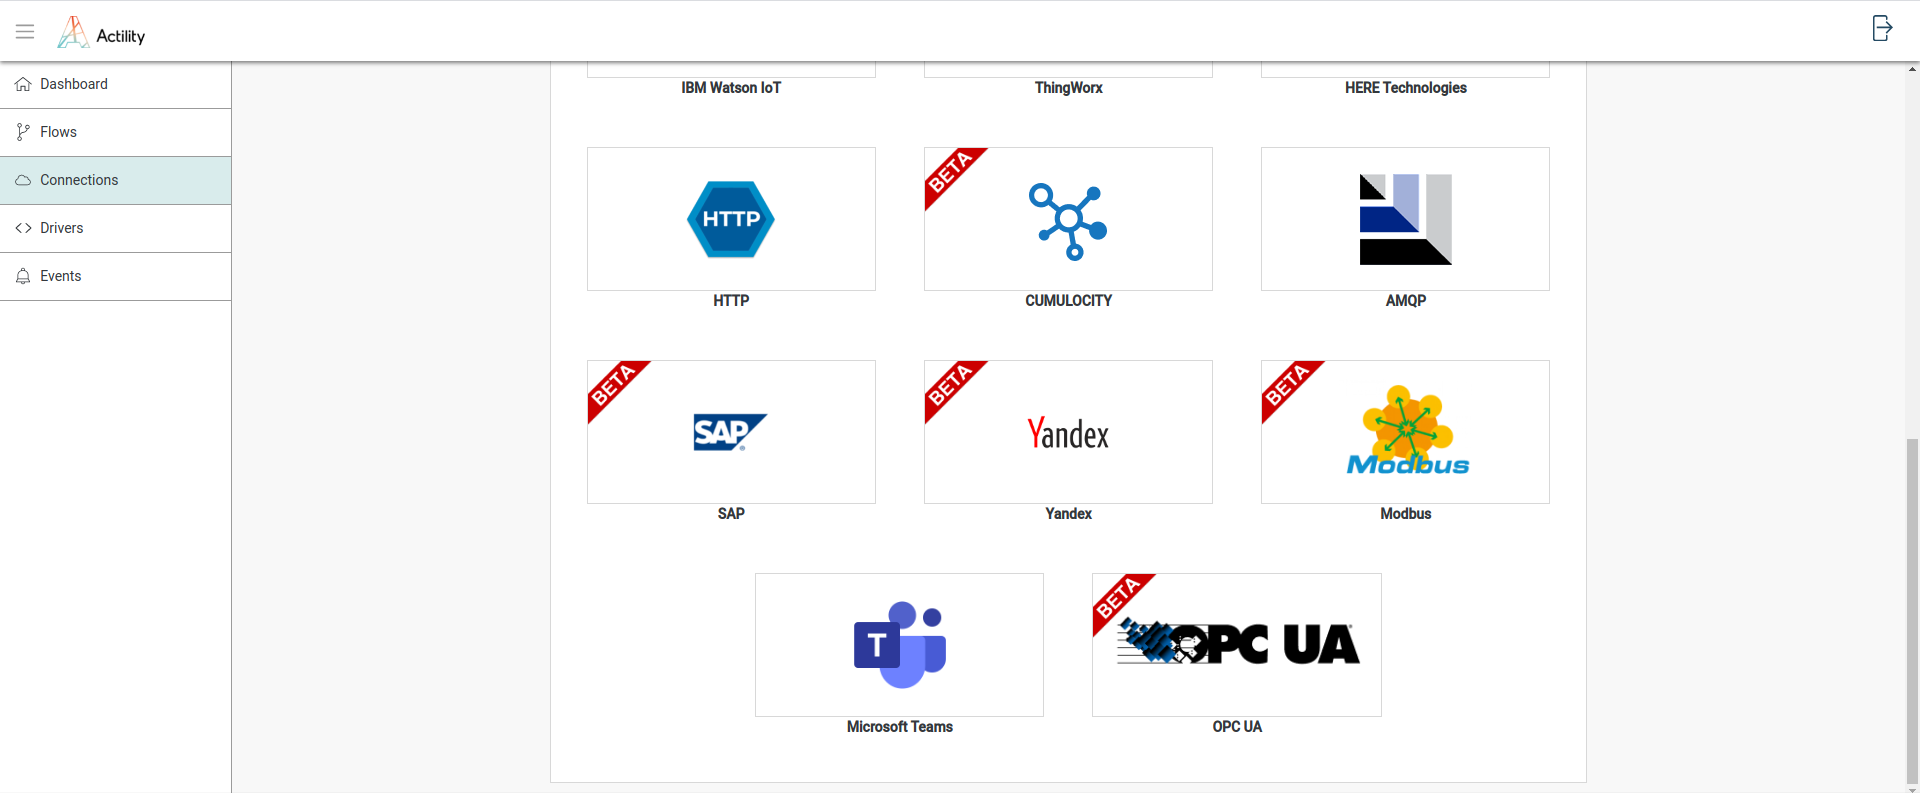 Actility
Dashboard
Flows
Connections
Drivers
Events
IBM Watson IoT
ThingWorx
HERE Technologies
HTTP
HTTP
BETA
CUMULOCITY
AMQP
BETA
SAP
SAP
BETA
Yandex
Yandex
BETA
Modbus
Modbus
T
Microsoft Teams
BETA
OPC UA
OPC UA